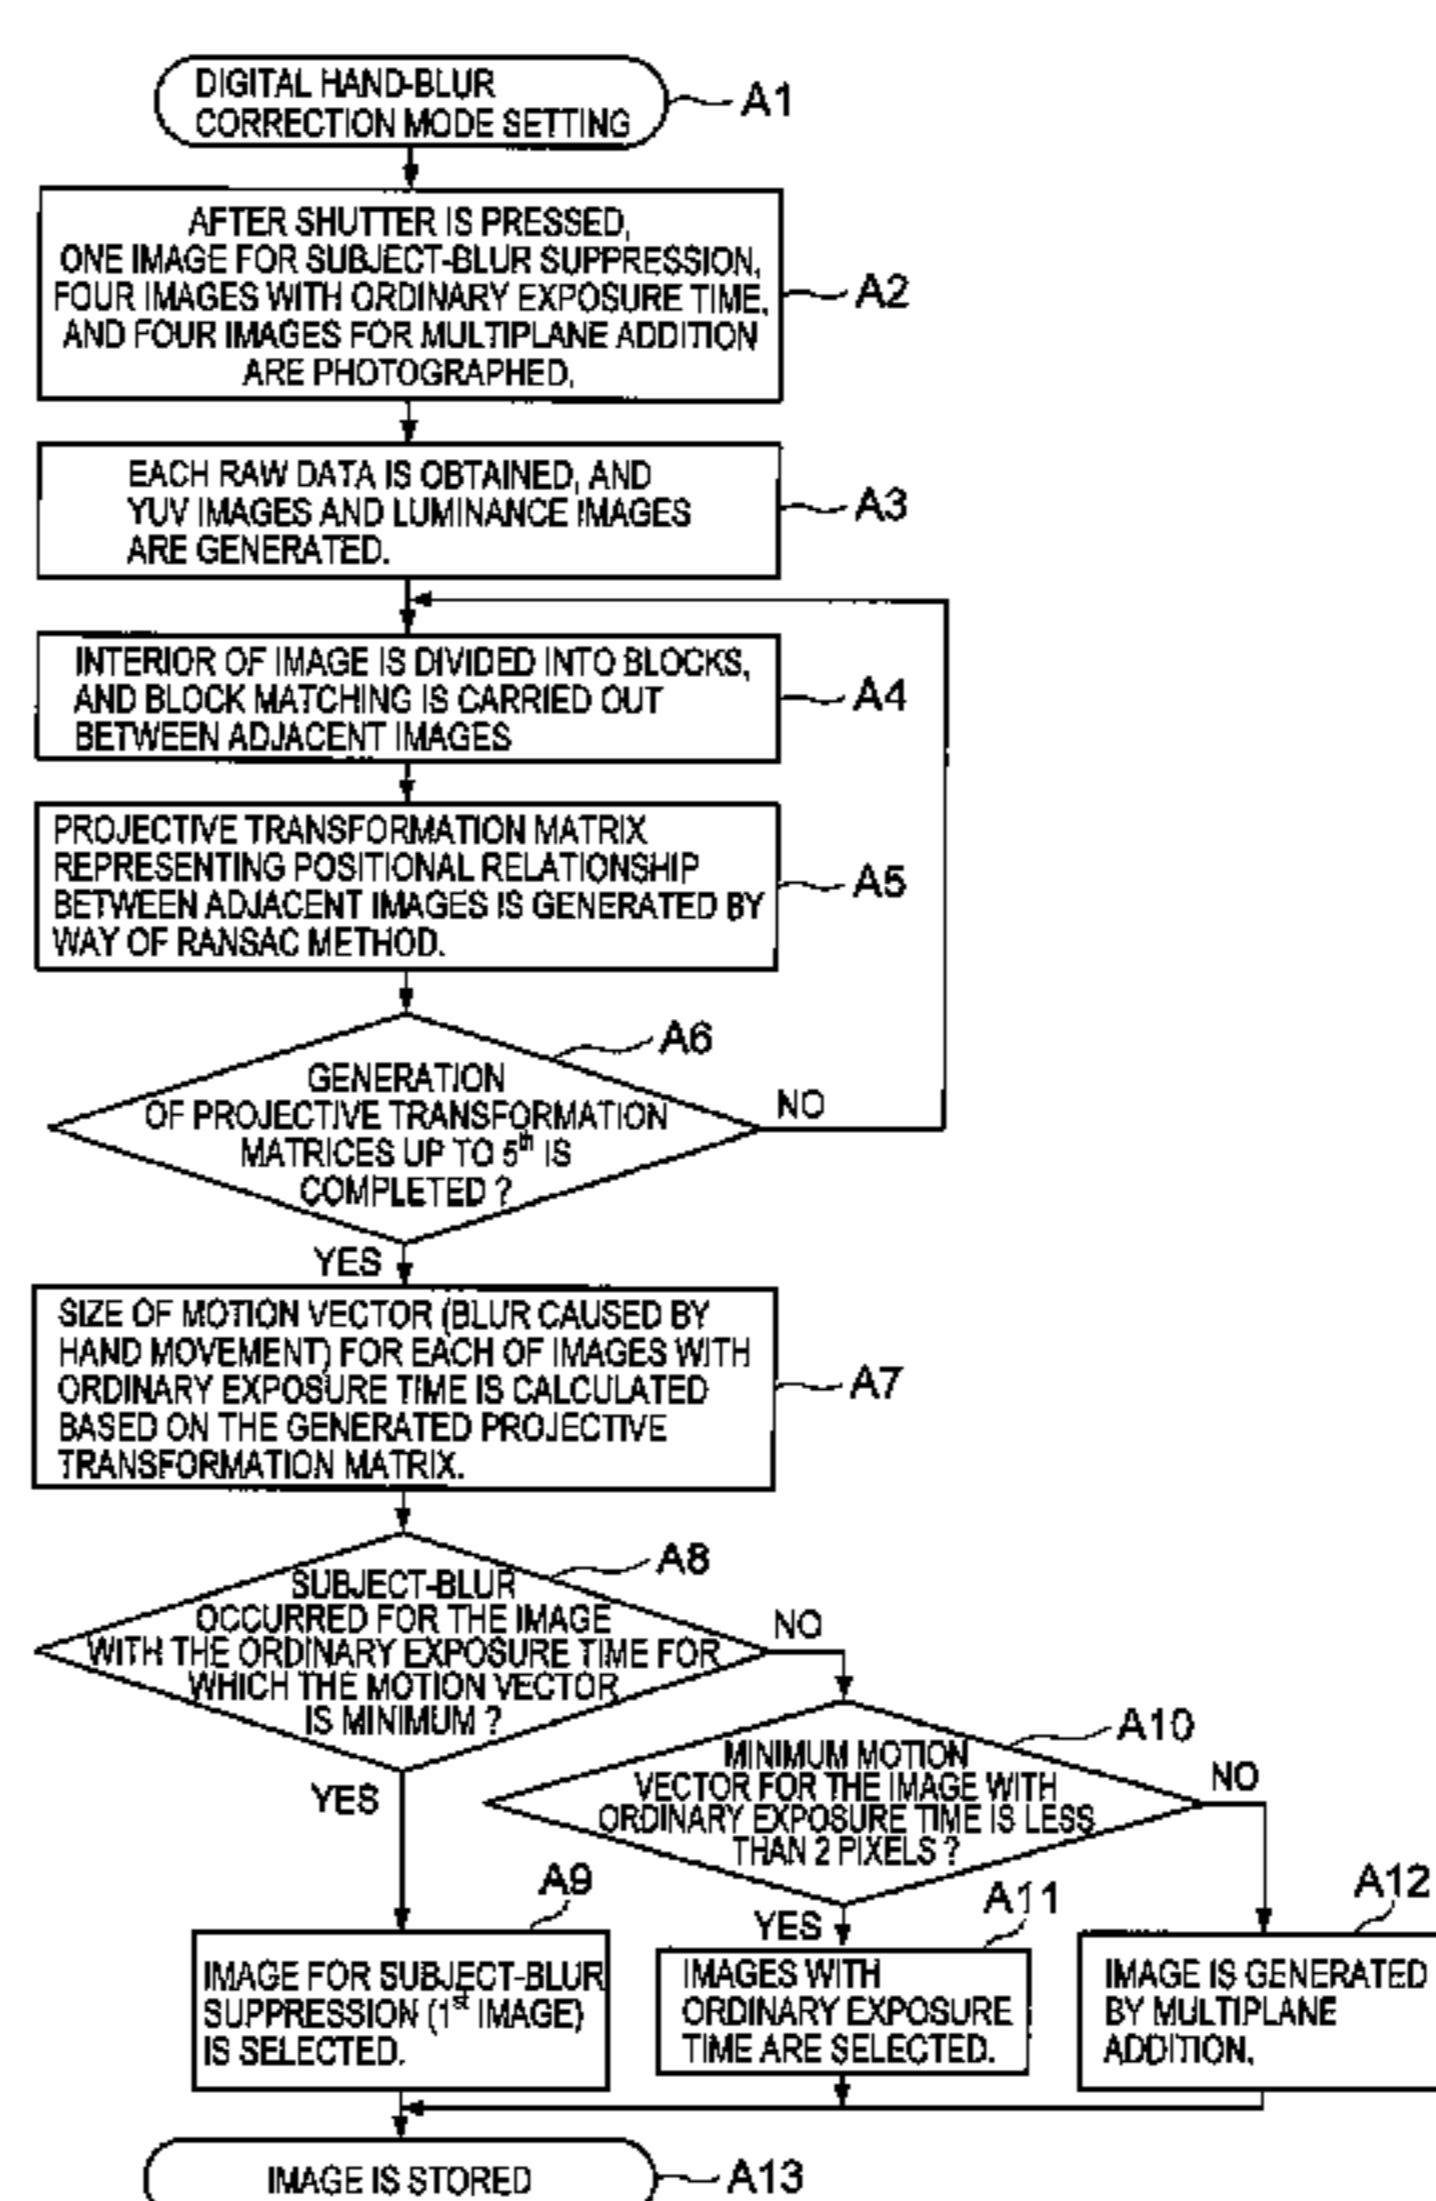 DIGITAL HAND-BLUR
CORRECTION MODE SETTING
A1
AFTER SHUTTER IS PRESSED,
ONE IMAGE FOR SUBJECT-BLUR SUPPRESSION,
FOUR IMAGES WITH ORDINARY EXPOSURE TIME,
AND FOUR IMAGES FOR MULTIPLANE ADDITION
ARE PHOTOGRAPHED.
A2
EACH RAW DATA IS OBTAINED, AND
YUV IMAGES AND LUMINANCE IMAGES
ARE GENERATED.
A3
INTERIOR OF IMAGE IS DIVIDED INTO BLOCKS,
AND BLOCK MATCHING IS CARRIED OUT
BETWEEN ADJACENT IMAGES
A4
PROJECTIVE TRANSFORMATION MATRIX
REPRESENTING POSITIONAL RELATIONSHIP
BETWEEN ADJACENT IMAGES IS GENERATED BY
WAY OF RANSAC METHOD.
A5
A6
GENERATION
OF PROJECTIVE TRANSFORMATION
MATRICES UP TO 5th IS
COMPLETED ?
NO
YES
SIZE OF MOTION VECTOR (BLUR CAUSED BY
HAND MOVEMENT) FOR EACH OF IMAGES WITH
ORDINARY EXPOSURE TIME IS CALCULATED
BASED ON THE GENERATED PROJECTIVE
TRANSFORMATION MATRIX.
A7
A8
SUBJECT-BLUR
OCCURRED FOR THE IMAGE
WITH THE ORDINARY EXPOSURE TIME FOR
WHICH THE MOTION VECTOR
IS MINIMUM ?
NO
YES
A10
MINIMUM MOTION
VECTOR FOR THE IMAGE WITH
ORDINARY EXPOSURE TIME IS LESS
THAN 2 PIXELS ?
NO
YES
A9
IMAGE FOR SUBJECT-BLUR
SUPPRESSION (1st IMAGE)
IS SELECTED.
A11
IMAGES WITH
ORDINARY EXPOSURE
TIME ARE SELECTED.
A12
IMAGE IS GENERATED
BY MULTIPLANE
ADDITION.
IMAGE IS STORED
A13